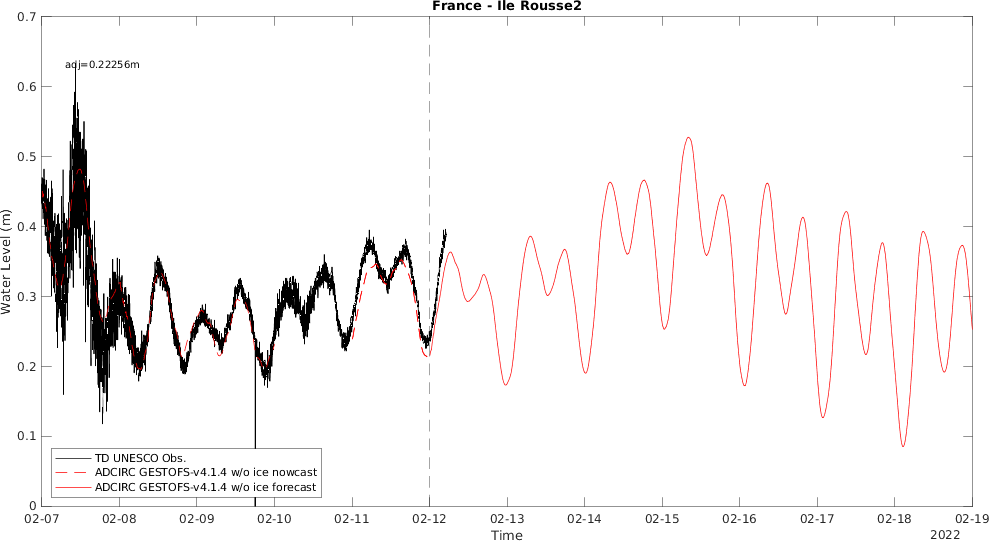 France - Ile Rousse2
adj=0.22256m
0.7
0.6
0.5
0.4
0.3
0.2
0.1
0
Water Level (m)
TD UNESCO Obs.
ADCIRC GESTOFS-v4.1.4 w/o ice nowcast
ADCIRC GESTOFS-v4.1.4 w/o ice forecast
02-07 02-08 02-09 02-10 02-11 02-12 02-13 02-14 02-15 02-16 02-17 02-18 02-19
Time
2022